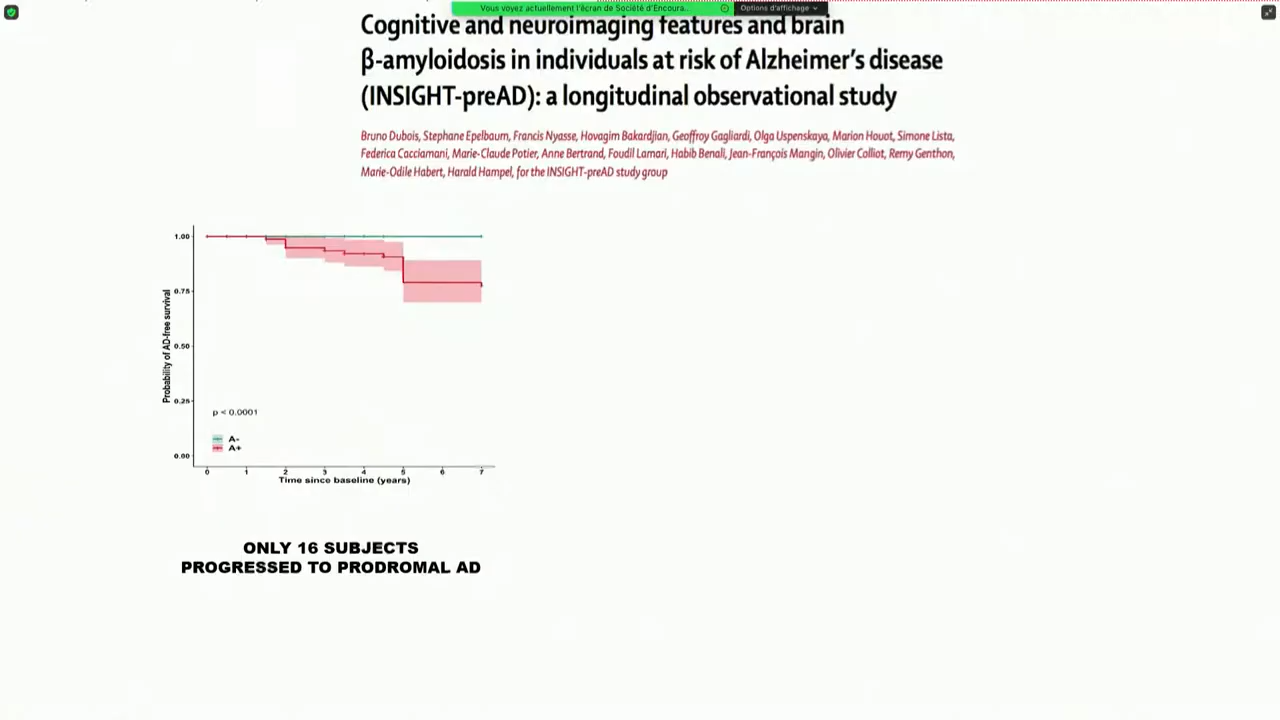 Vous voyez actuellement l'écran de Société d'Encoura...
Options d'affichage
Cognitive and neuroimaging features and brain
β-amyloidosis in individuals at risk of Alzheimer's disease
(INSIGHT-preAD): a longitudinal observational study
Bruno Dubois, Stephane Epelbaum, Francis Nyasse, Hovagim Bakardjian, Geoffroy Gagliardi, Olga Uspenskaya, Marion Houot, Simone Lista,
Federica Cacciamani, Marie-Claude Potier, Anne Bertrand, Foudil Lamari, Habib Benali, Jean-François Mangin, Olivier Colliot, Remy Genthon,
Marie-Odile Habert, Harald Hampel, for the INSIGHT-preAD study group
Probability of AD-free survival
1.00
0.75
0.50
0.25
0.00
p < 0.0001
A-
A+
0 1 2 3 4 5 6 7
Time since baseline (years)
ONLY 16 SUBJECTS
PROGRESSED TO PRODROMAL AD